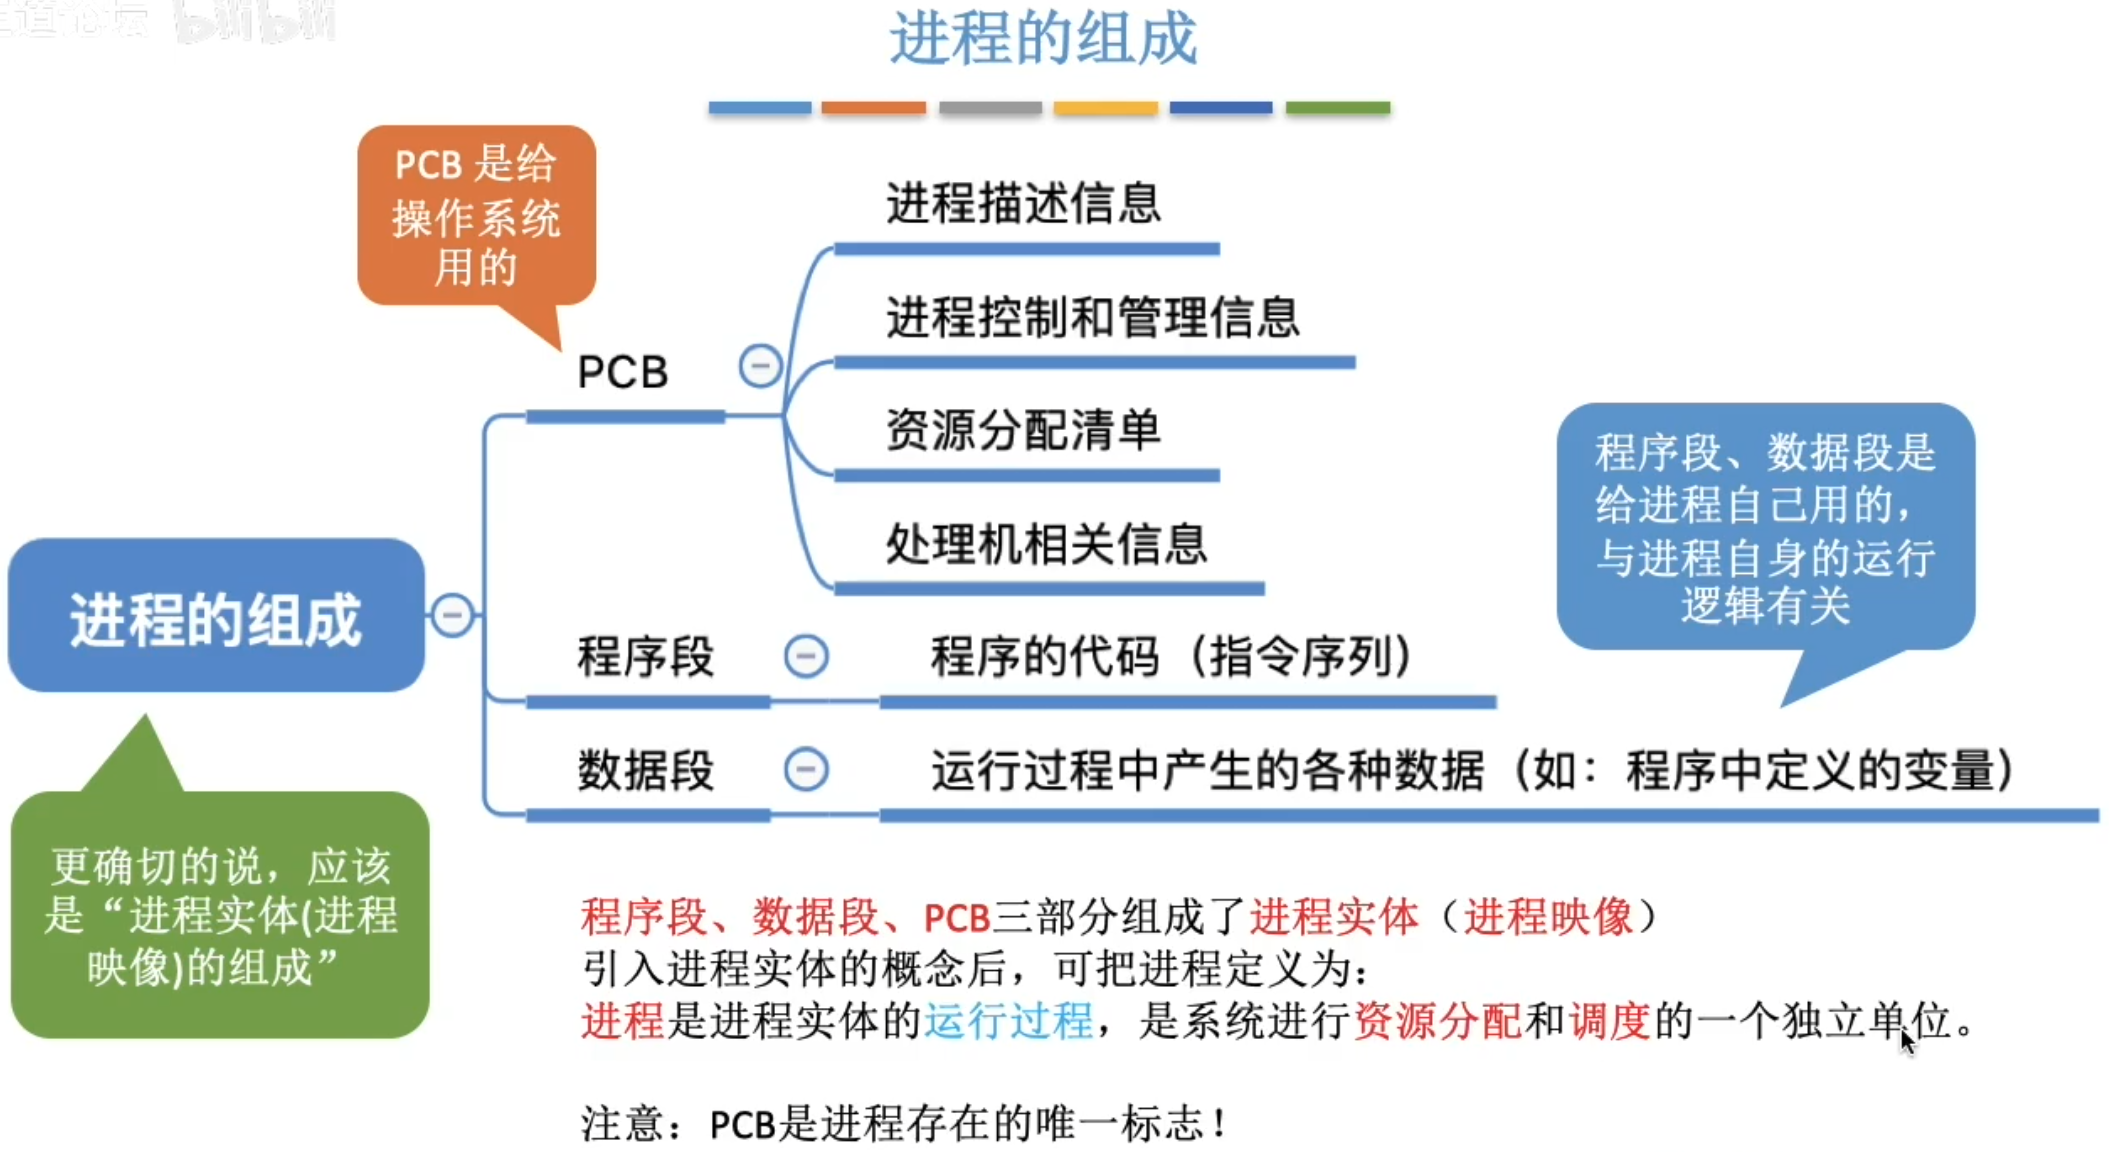 王道论坛 bilibili
进程的组成
PCB 是给
操作系统
用的
进程描述信息
进程控制和管理信息
PCB
资源分配清单
处理机相关信息
程序段、数据段是
给进程自己用的，
与进程自身的运行
逻辑有关
进程的组成
程序段
程序的代码（指令序列）
数据段
运行过程中产生的各种数据（如：程序中定义的变量）
更确切的说，应该
是“进程实体(进程
映像)的组成”
程序段、数据段、PCB三部分组成了进程实体（进程映像）
引入进程实体的概念后，可把进程定义为：
进程是进程实体的运行过程，是系统进行资源分配和调度的一个独立单位。
注意：PCB是进程存在的唯一标志！